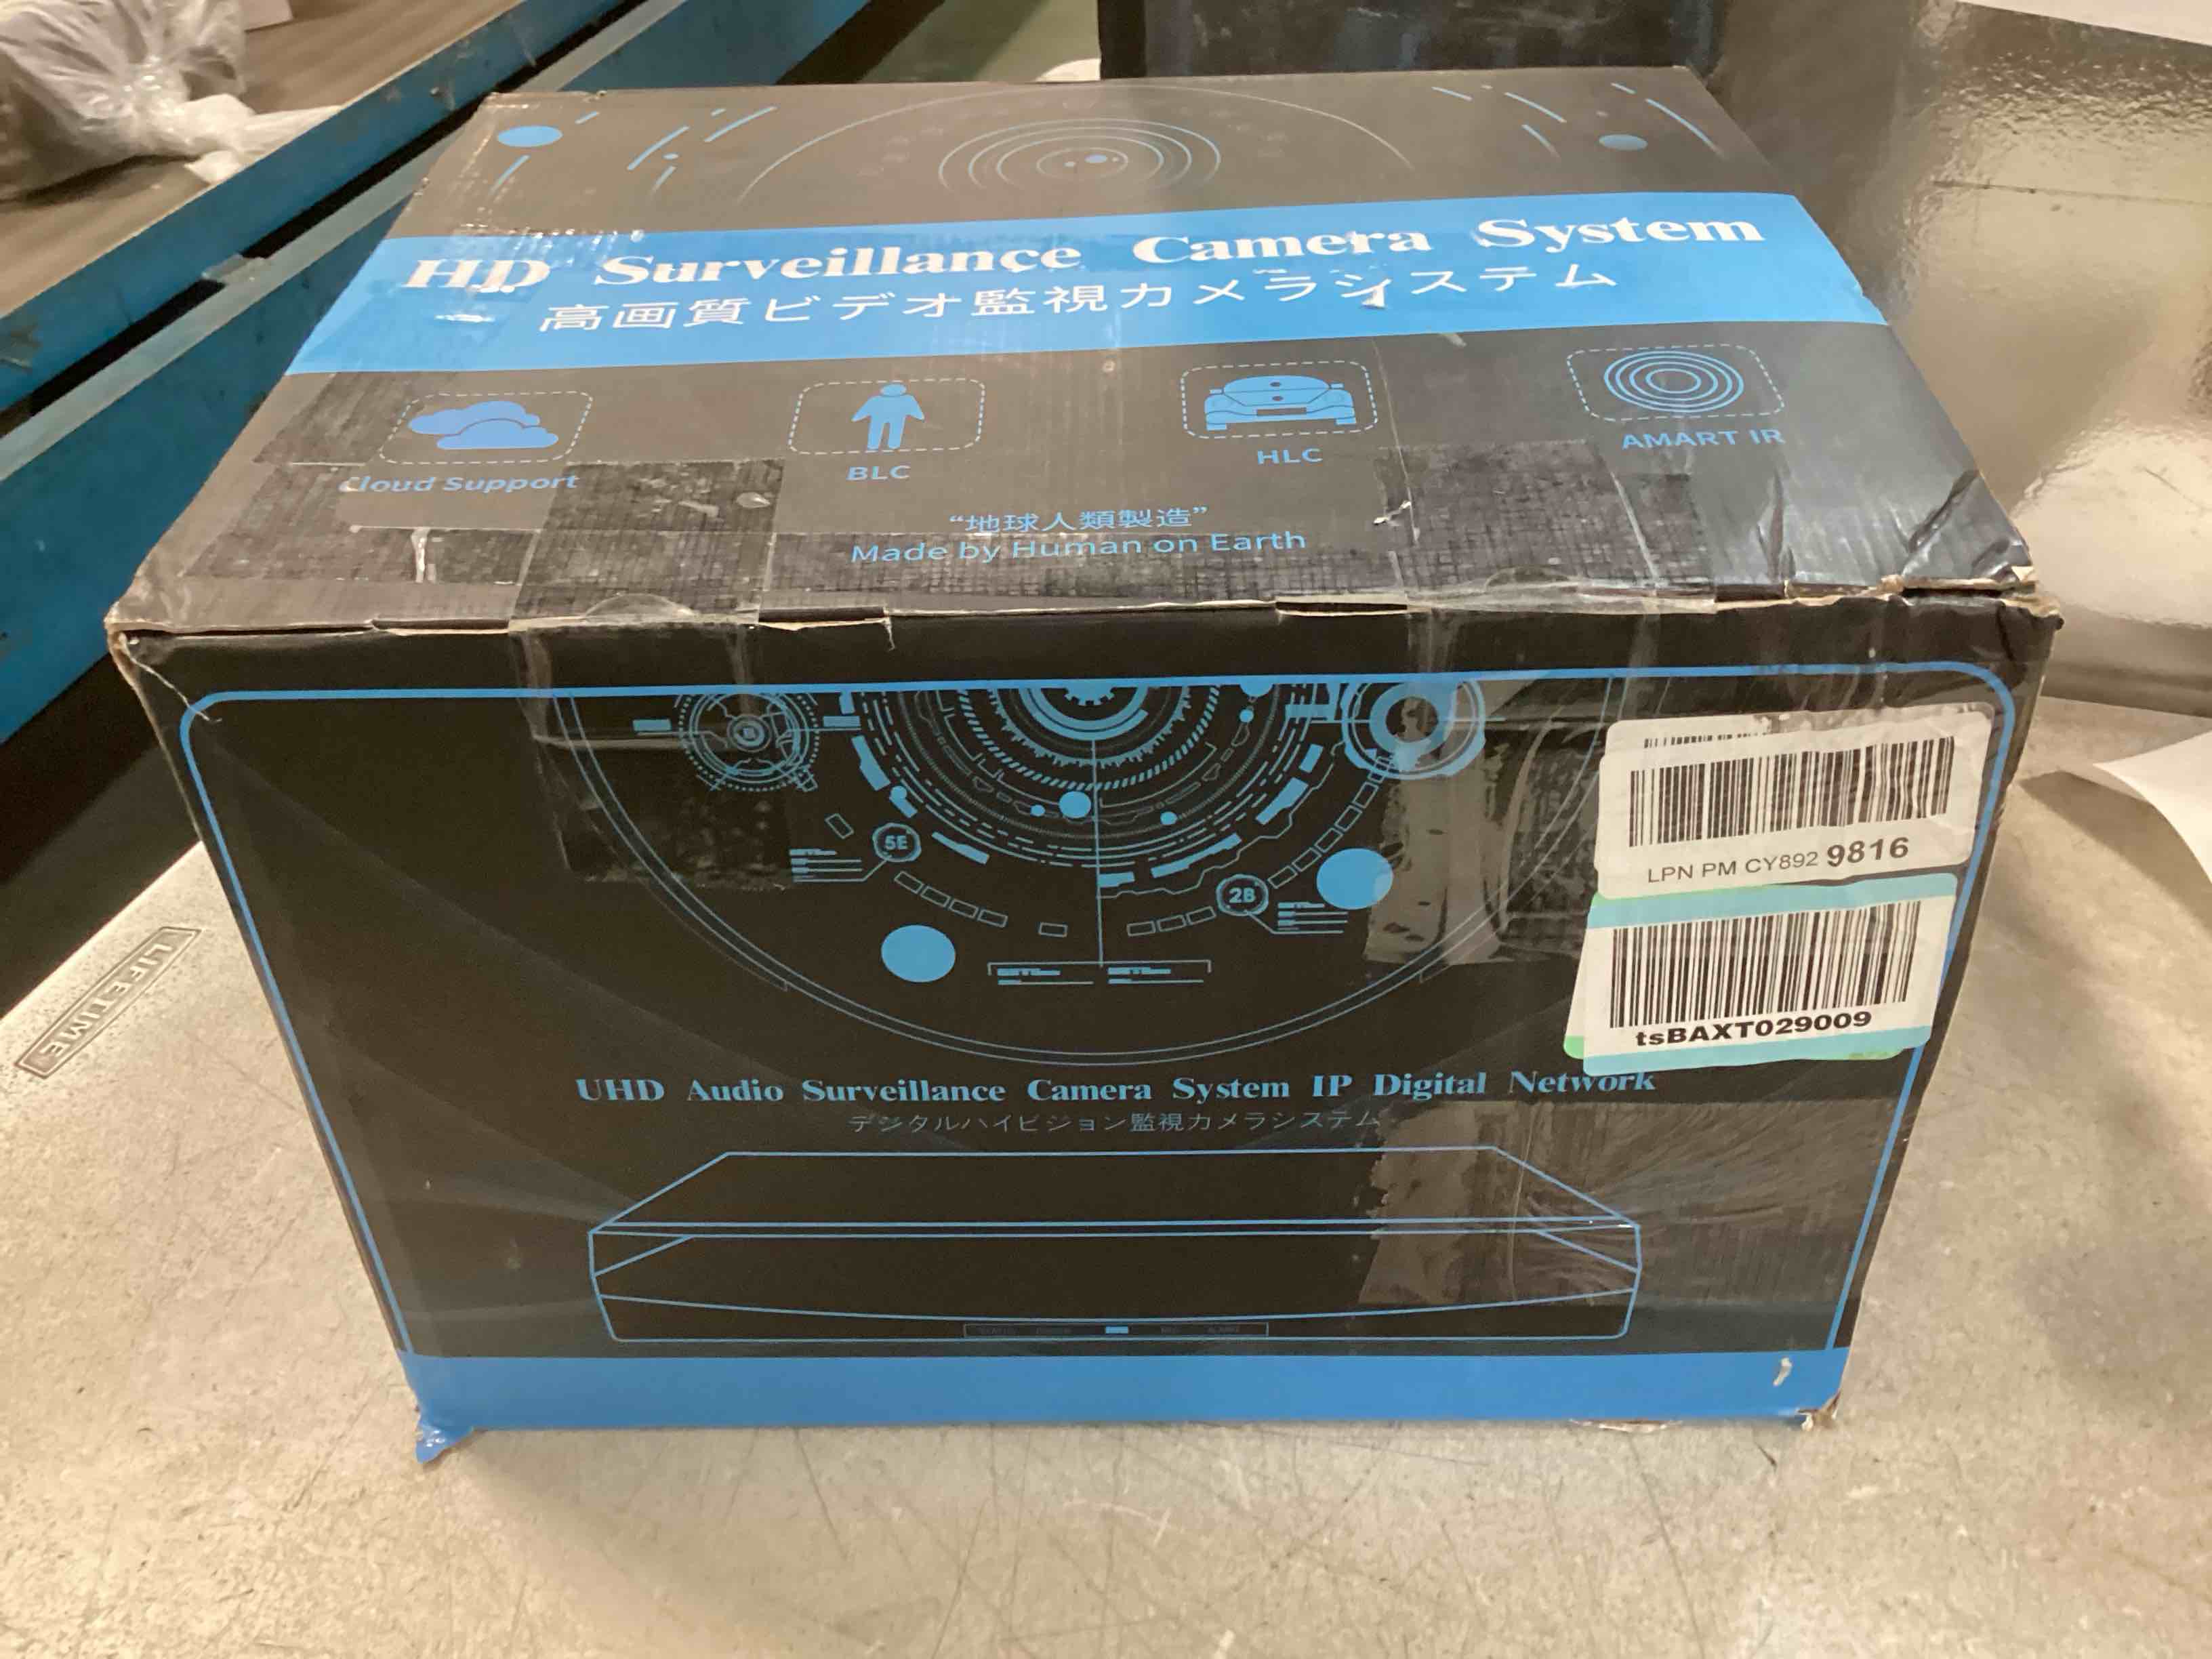 HD Surveillance Camera System
高画質ビデオ監視カメラシステム
Cloud Support
BLC
HLC
AMART IR
“地球人類製造”
Made by Human on Earth
5E
2B
LPN PM CY892 9816
tsBAXT029009
UHD Audio Surveillance Camera System IP Digital Network
デジタルハイビジョン監視カメラシステム
LIFETIME